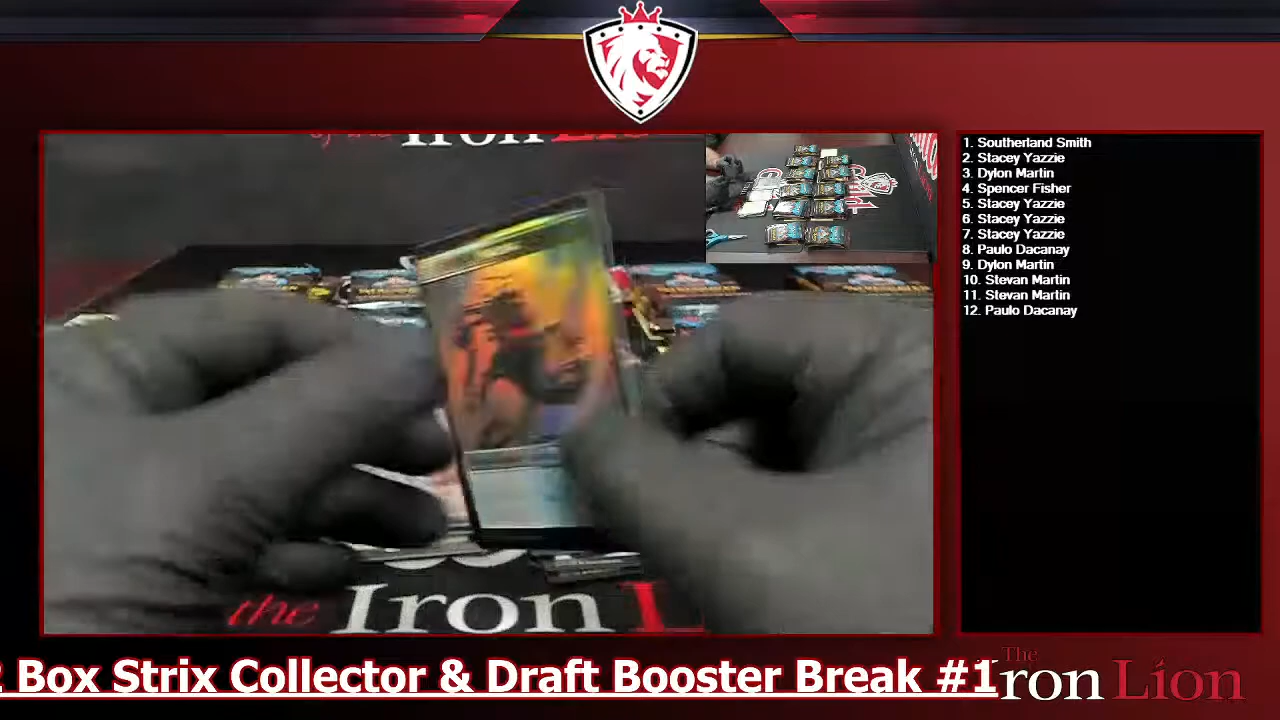 Iron
1. Southerland Smith
2. Stacey Yazzie
3. Dylon Martin
4. Spencer Fisher
5. Stacey Yazzie
6. Stacey Yazzie
7. Stacey Yazzie
8. Paulo Dacanay
9. Dylon Martin
10. Stevan Martin
11. Stevan Martin
12. Paulo Dacanay
the Iron L
2 Box Strix Collector & Draft Booster Break #1
The Iron Lion